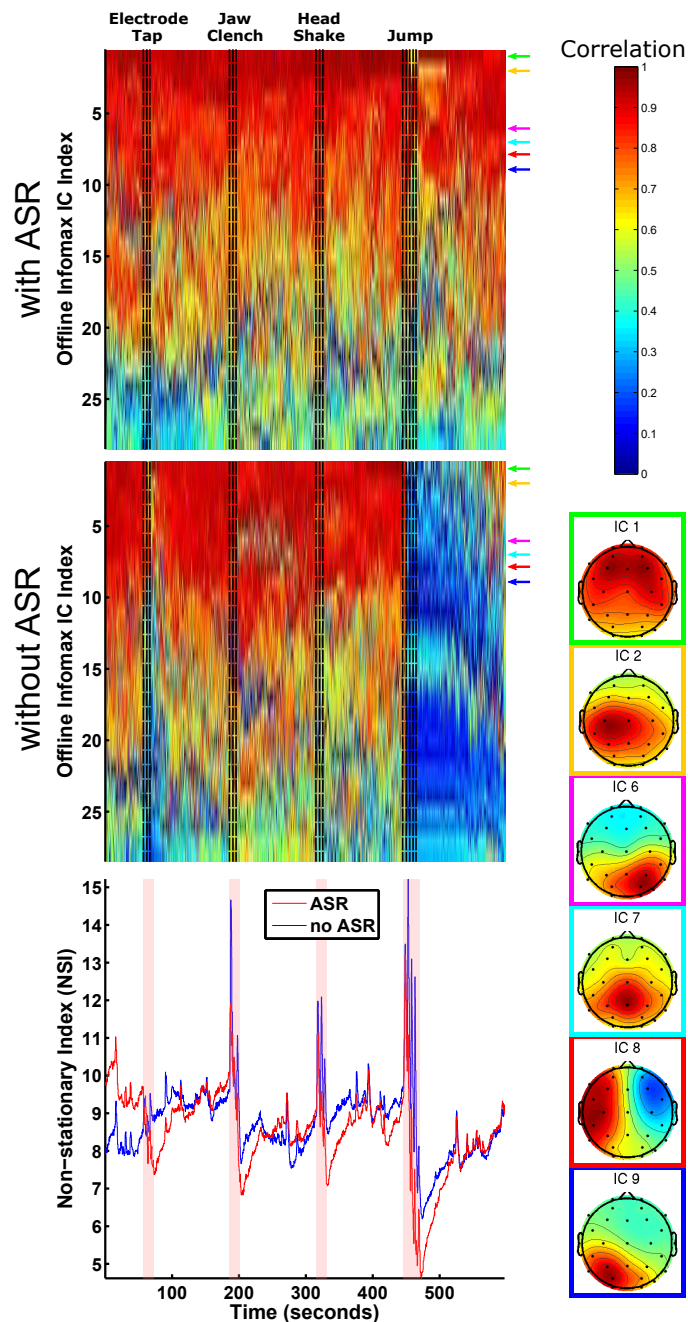 Electrode Tap
Jaw Clench
Head Shake
Jump
Correlation
with ASR
Offline Infomax IC Index
5
10
15
20
25
1
0.9
0.8
0.7
0.6
0.5
0.4
0.3
0.2
0.1
0
without ASR
Offline Infomax IC Index
5
10
15
20
25
IC 1
IC 2
IC 6
IC 7
IC 8
IC 9
Non-stationary Index (NSI)
15
14
13
12
11
10
9
8
7
6
5
ASR
no ASR
100
200
300
400
500
Time (seconds)